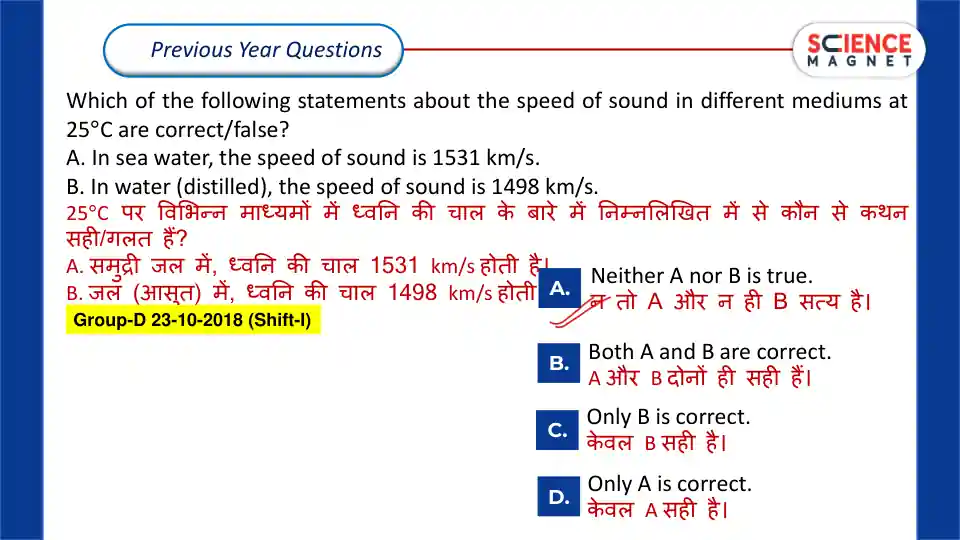 Previous Year Questions
SCIENCE
MAGNET
Which of the following statements about the speed of sound in different mediums at
25°C are correct/false?
A. In sea water, the speed of sound is 1531 km/s.
B. In water (distilled), the speed of sound is 1498 km/s.
25°C पर विभिन्न माध्यमों में ध्वनि की चाल के बारे में निम्नलिखित में से कौन से कथन
सही/गलत हैं?
A. समुद्री जल में, ध्वनि की चाल 1531 km/s होती है।
B. जल (आसुत) में, ध्वनि की चाल 1498 km/s होती
Group-D 23-10-2018 (Shift-I)
A. Neither A nor B is true.
न तो A और न ही B सत्य है।
B. Both A and B are correct.
A और B दोनों ही सही हैं।
C. Only B is correct.
केवल B सही है।
D. Only A is correct.
केवल A सही है।